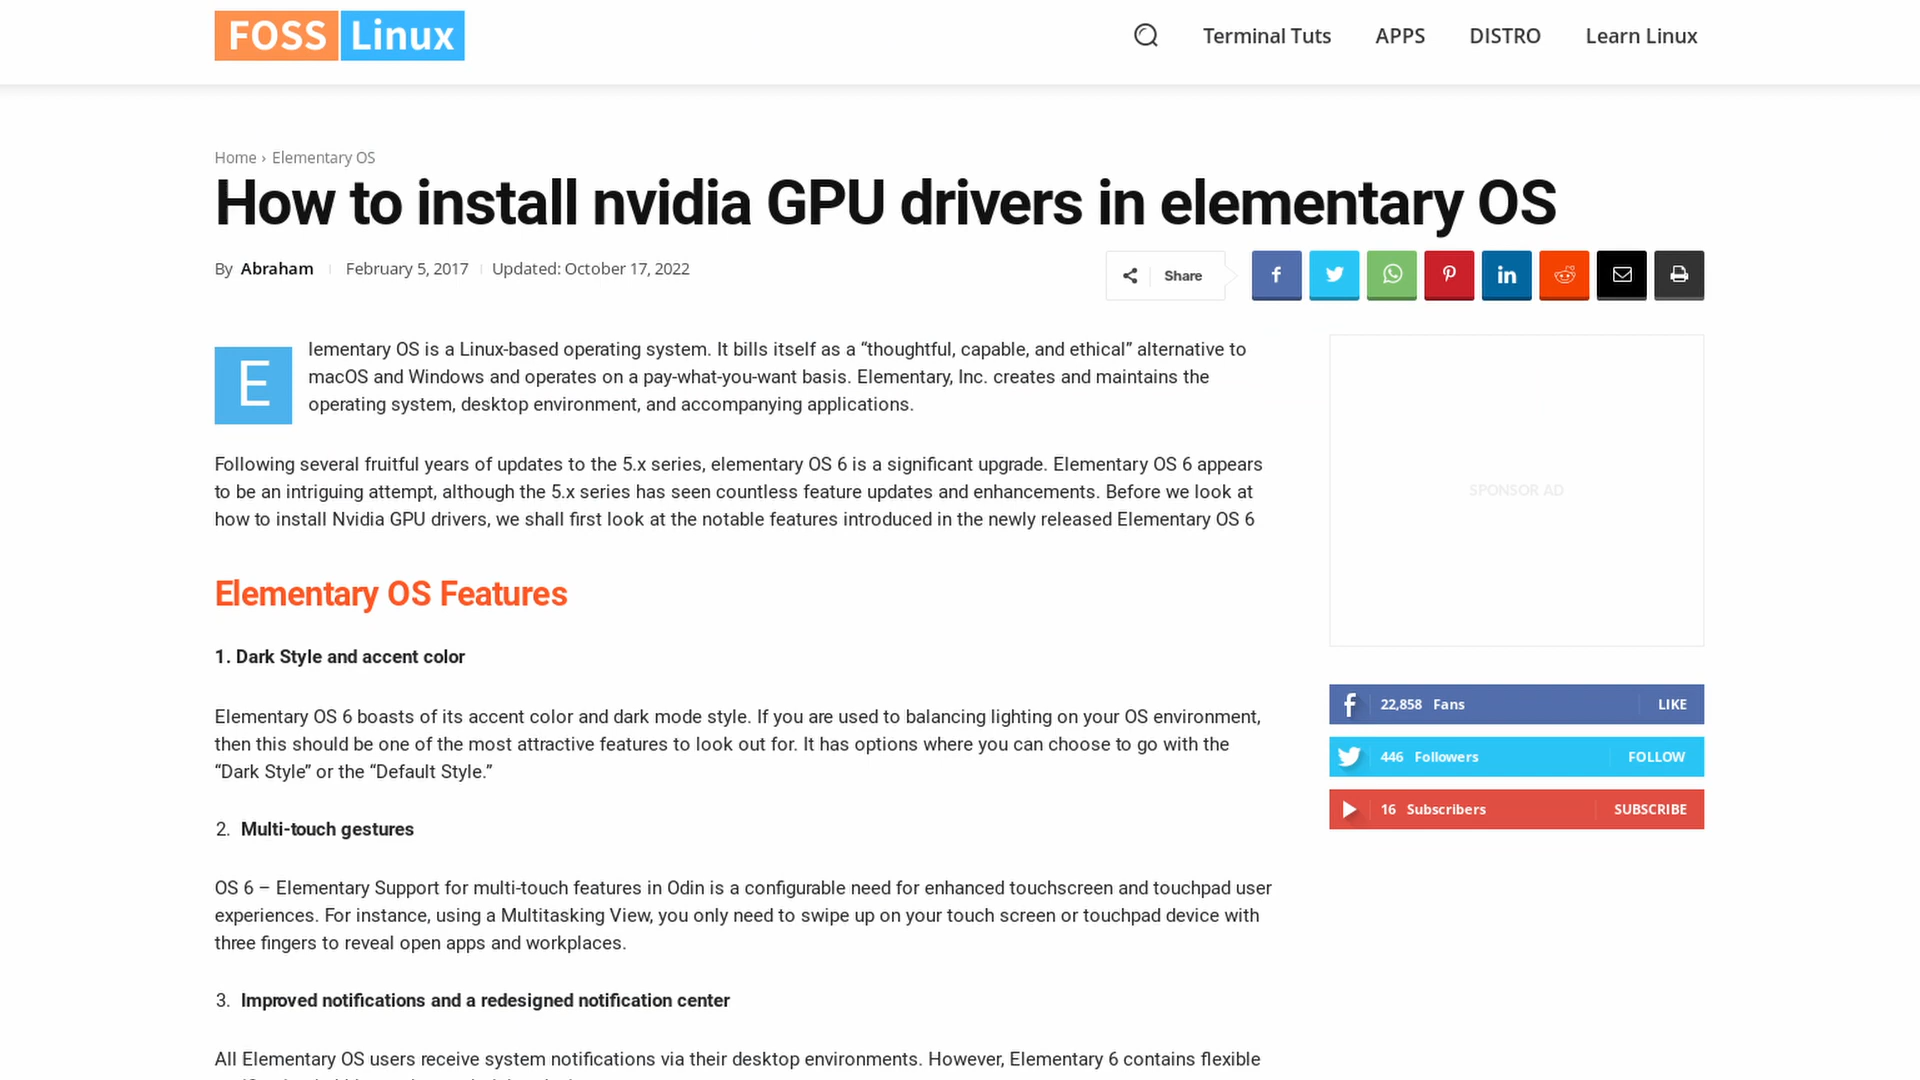 FOSS Linux
Terminal Tuts APPS DISTRO Learn Linux
Home › Elementary OS
How to install nvidia GPU drivers in elementary OS
By Abraham February 5, 2017 Updated: October 17, 2022
Share
Elementary OS is a Linux-based operating system. It bills itself as a “thoughtful, capable, and ethical” alternative to
macOS and Windows and operates on a pay-what-you-want basis. Elementary, Inc. creates and maintains the
operating system, desktop environment, and accompanying applications.
Following several fruitful years of updates to the 5.x series, elementary OS 6 is a significant upgrade. Elementary OS 6 appears
to be an intriguing attempt, although the 5.x series has seen countless feature updates and enhancements. Before we look at
how to install Nvidia GPU drivers, we shall first look at the notable features introduced in the newly released Elementary OS 6
Elementary OS Features
1. Dark Style and accent color
Elementary OS 6 boasts of its accent color and dark mode style. If you are used to balancing lighting on your OS environment,
then this should be one of the most attractive features to look out for. It has options where you can choose to go with the
“Dark Style” or the “Default Style.”
2. Multi-touch gestures
OS 6 – Elementary Support for multi-touch features in Odin is a configurable need for enhanced touchscreen and touchpad user
experiences. For instance, using a Multitasking View, you only need to swipe up on your touch screen or touchpad device with
three fingers to reveal open apps and workplaces.
3. Improved notifications and a redesigned notification center
All Elementary OS users receive system notifications via their desktop environments. However, Elementary 6 contains flexible
SPONSOR AD
22,858 Fans LIKE
446 Followers FOLLOW
16 Subscribers SUBSCRIBE